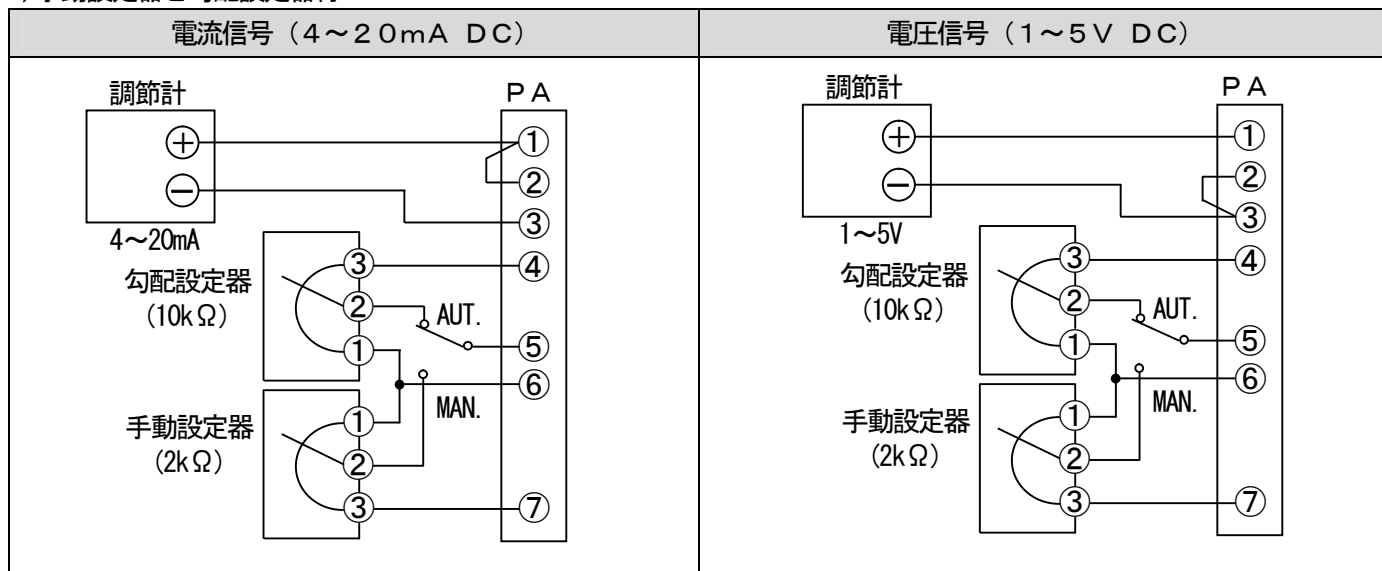 電流信号（４～２０ｍＡ ＤＣ）
電圧信号（１～５Ｖ ＤＣ）
調節計
ＰＡ
＋
①
②
－
③
4～20mA
③
④
勾配設定器
(10kΩ)
②
AUT.
①
⑤
⑥
MAN.
手動設定器
(2kΩ)
①
②
③
⑦
調節計
ＰＡ
＋
①
②
－
③
1～5V
③
④
勾配設定器
(10kΩ)
②
AUT.
①
⑤
⑥
MAN.
手動設定器
(2kΩ)
①
②
③
⑦